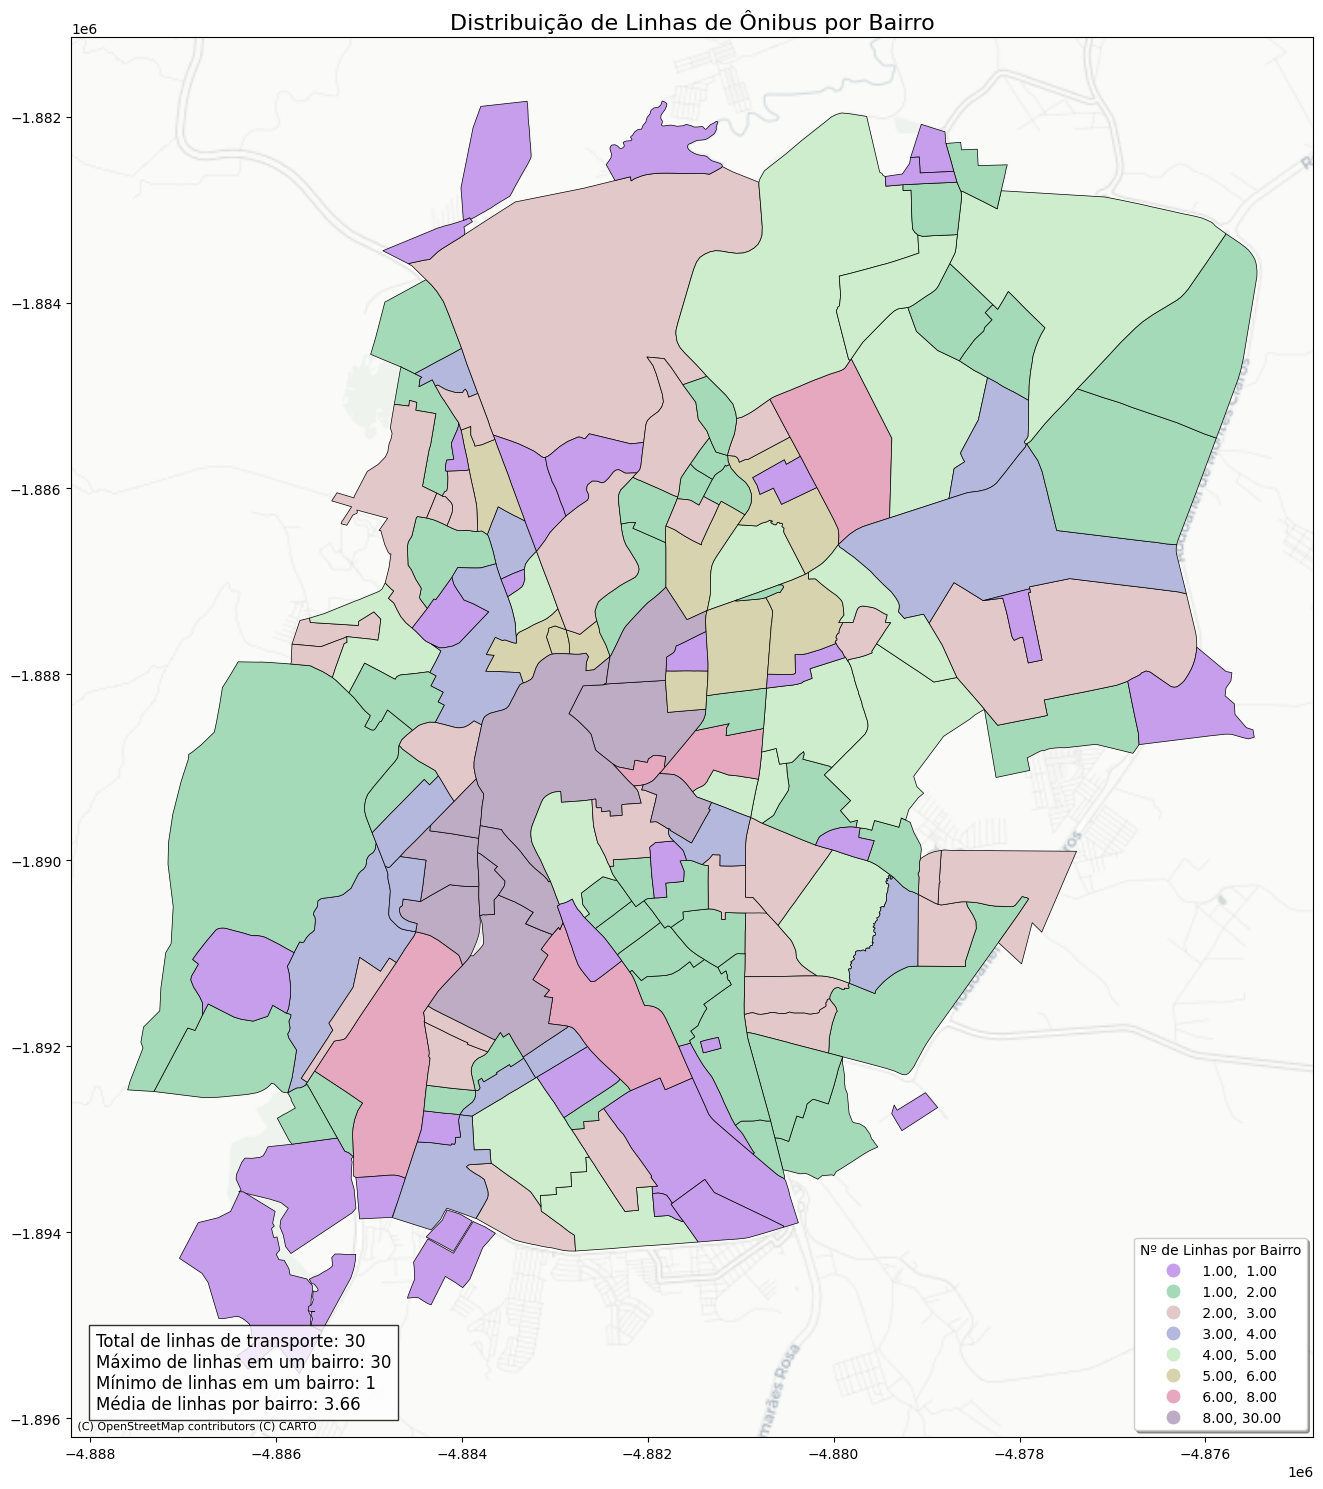 Distribuição de Linhas de Ônibus por Bairro
1e6
−1.882
−1.884
−1.886
−1.888
−1.890
−1.892
−1.894
−1.896
Rodoanel de Montes Claros
marães Rosa
Nº de Linhas por Bairro
1.00, 1.00
1.00, 2.00
2.00, 3.00
3.00, 4.00
4.00, 5.00
5.00, 6.00
6.00, 8.00
8.00, 30.00
Total de linhas de transporte: 30
Máximo de linhas em um bairro: 30
Mínimo de linhas em um bairro: 1
Média de linhas por bairro: 3.66
(C) OpenStreetMap contributors (C) CARTO
−4.888
−4.886
−4.884
−4.882
−4.880
−4.878
−4.876
1e6